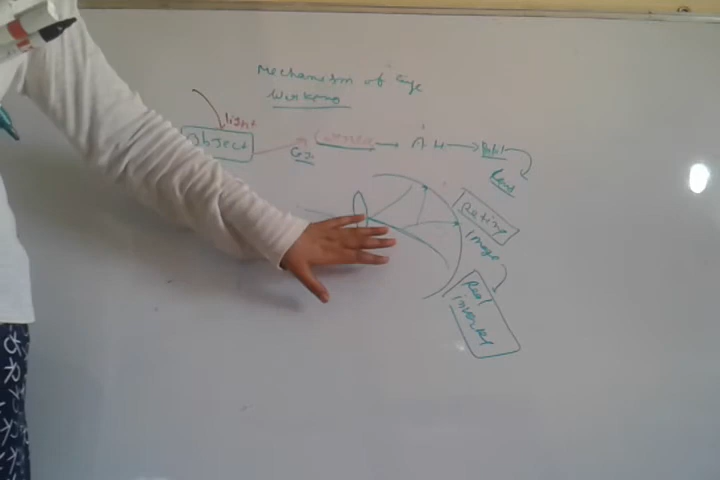 Mechanism of Eye
Working
light
Object
Cornea
A.H
Pupil
Lens
Retina
Image
Real
inverted